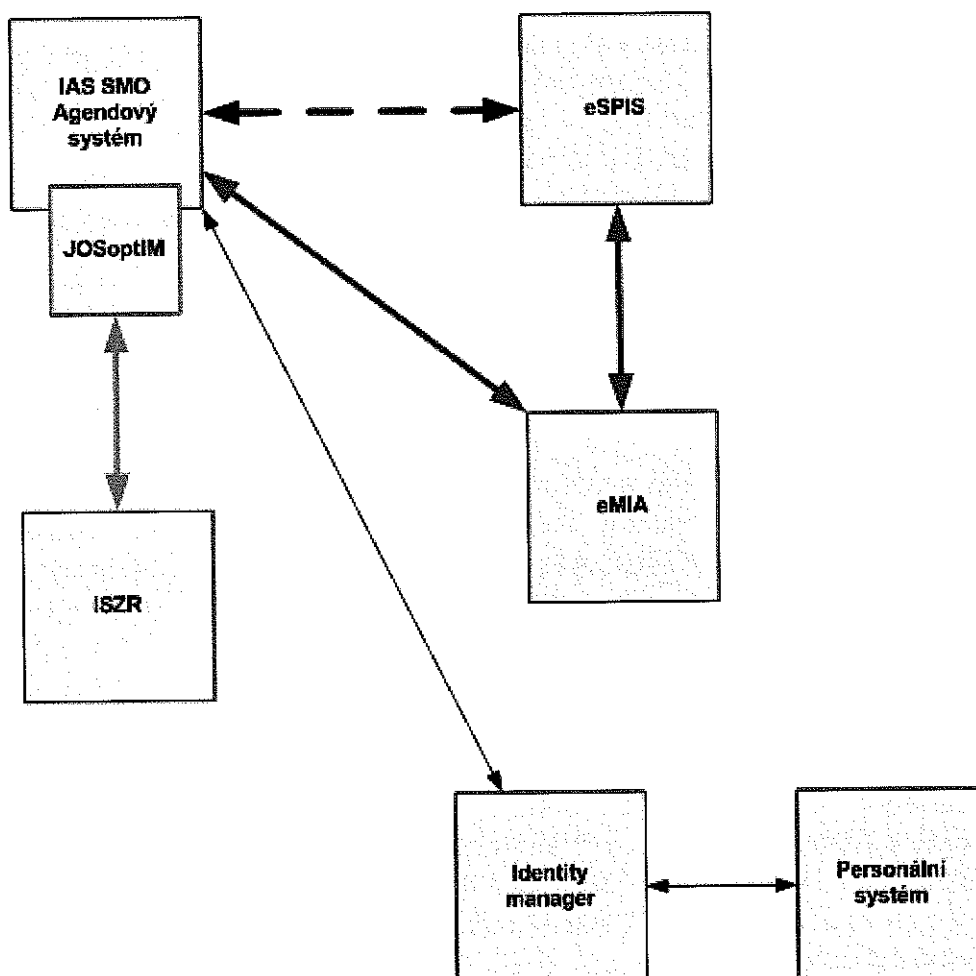 IAS SMO
Agendový
systém
eSPIS
JOSoptIM
eMIA
ISZR
Identity
manager
Personální
systém